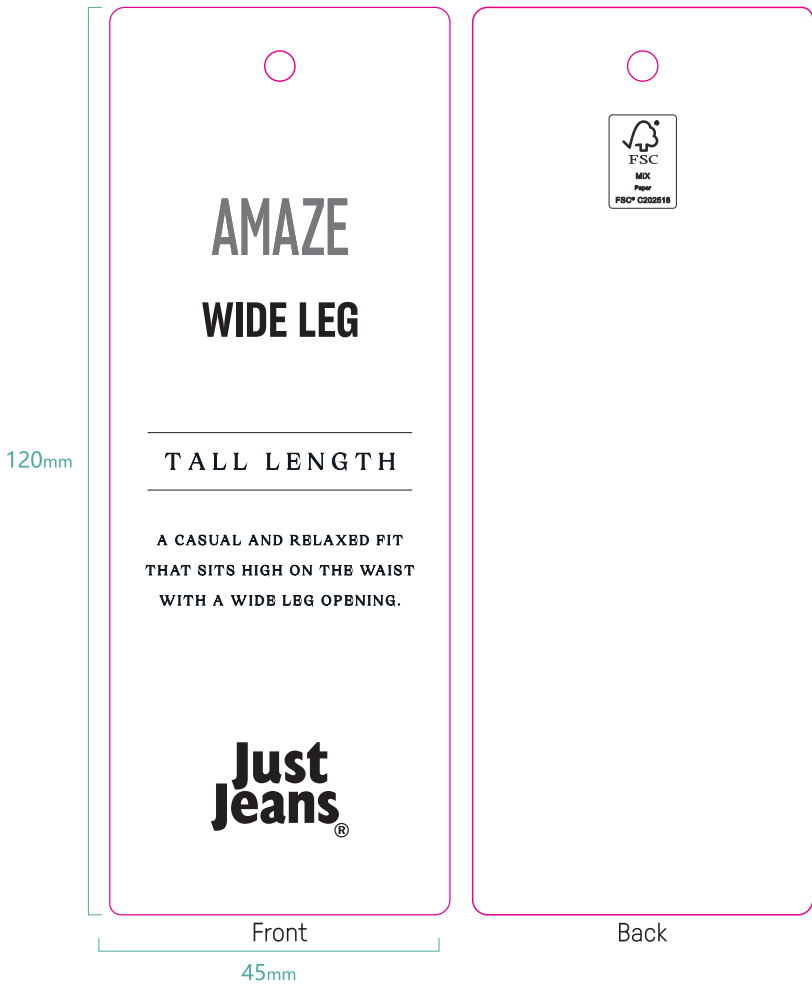 AMAZE
WIDE LEG
TALL LENGTH
A CASUAL AND RELAXED FIT
THAT SITS HIGH ON THE WAIST
WITH A WIDE LEG OPENING.
Just
Jeans®
Front
120mm
45mm
FSC
MIX
Paper
FSC® C202518
Back